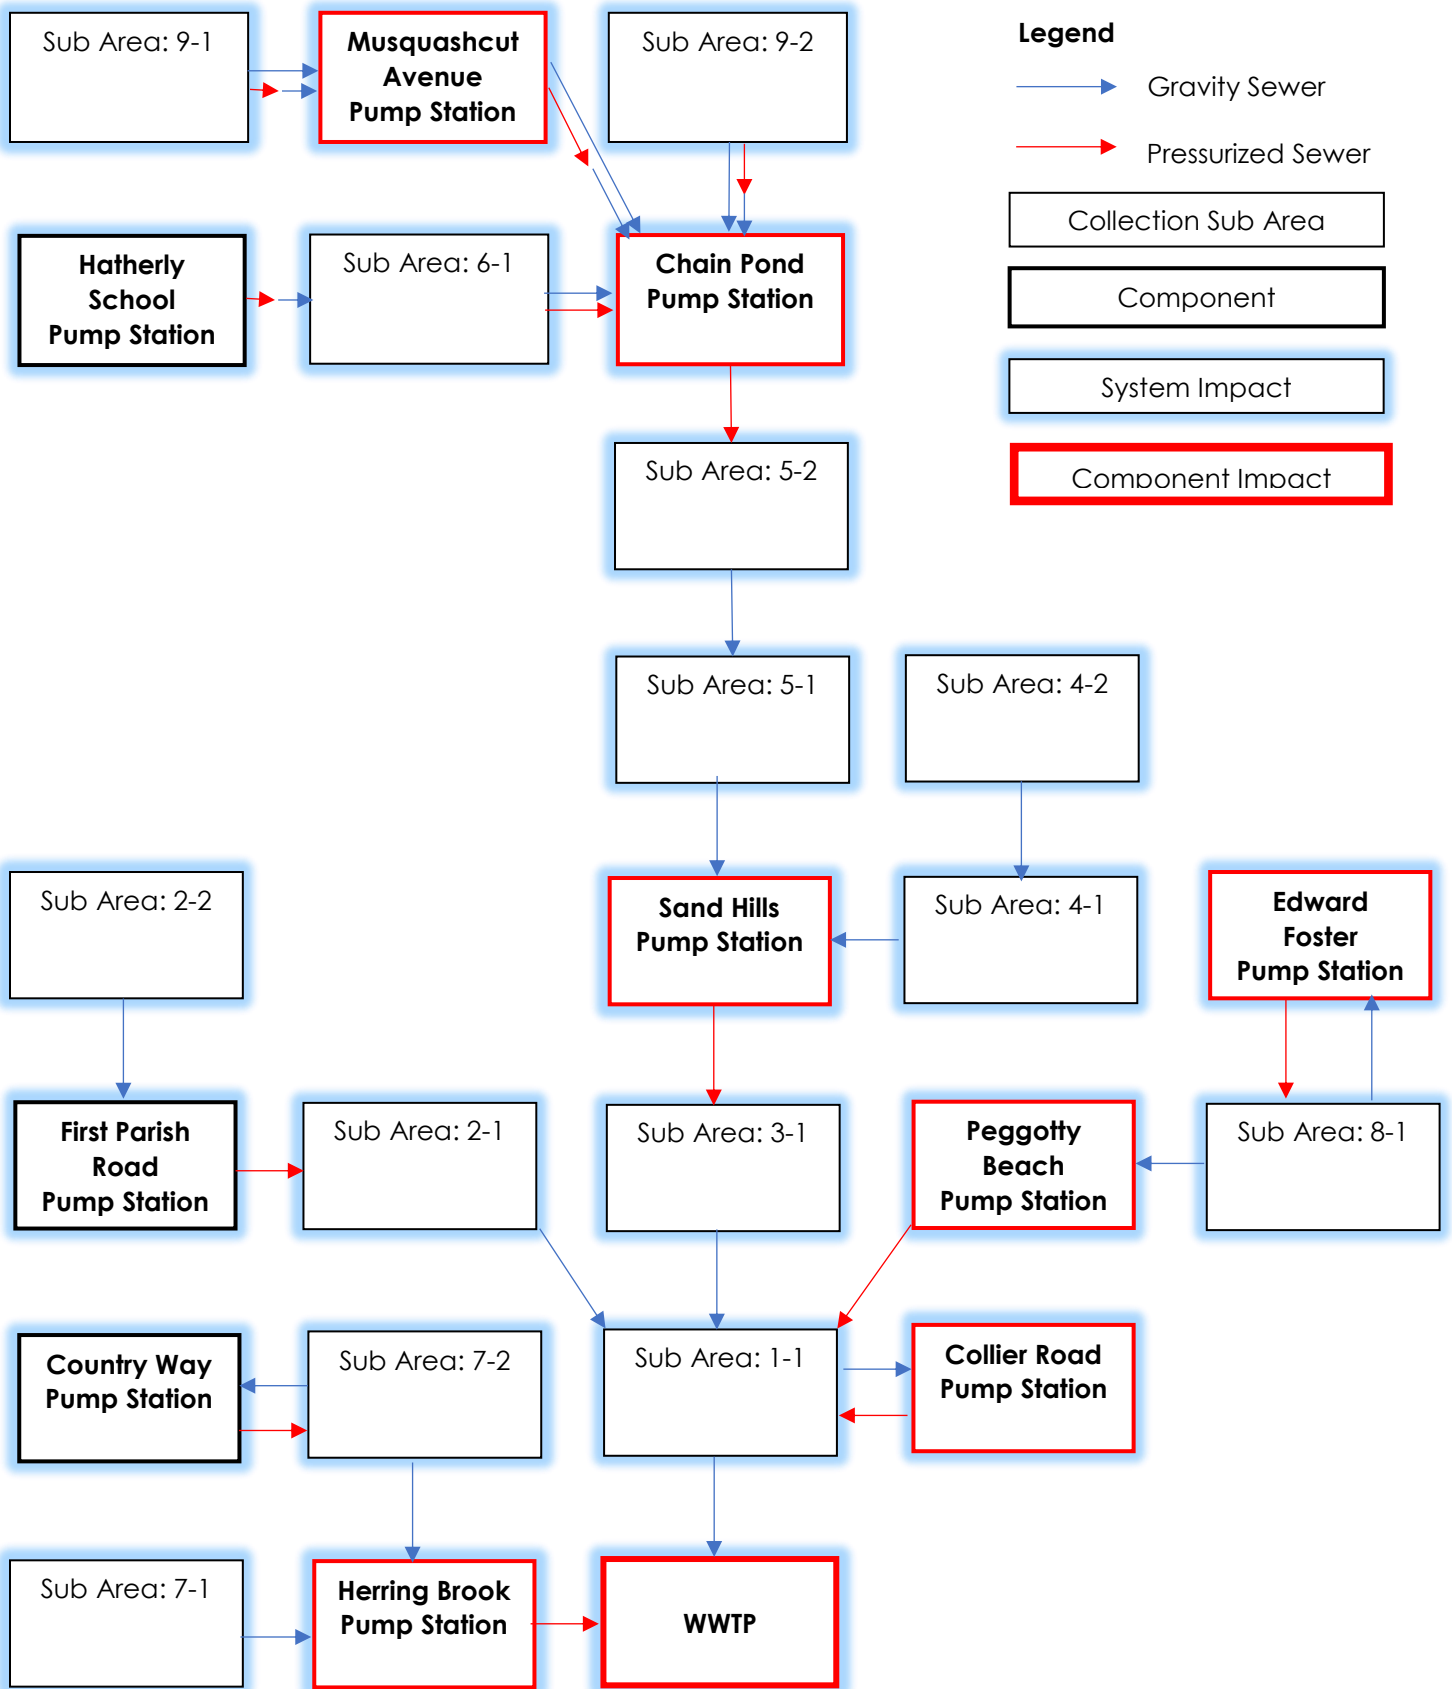 Sub Area: 9-1
Musquashcut
Avenue
Pump Station
Sub Area: 9-2
Legend
Gravity Sewer
Pressurized Sewer
Collection Sub Area
Component
System Impact
Component Impact
Hatherly
School
Pump Station
Sub Area: 6-1
Chain Pond
Pump Station
Sub Area: 5-2
Sub Area: 5-1
Sub Area: 4-2
Sub Area: 2-2
Sand Hills
Pump Station
Sub Area: 4-1
Edward
Foster
Pump Station
First Parish
Road
Pump Station
Sub Area: 2-1
Sub Area: 3-1
Peggotty
Beach
Pump Station
Sub Area: 8-1
Country Way
Pump Station
Sub Area: 7-2
Sub Area: 1-1
Collier Road
Pump Station
Sub Area: 7-1
Herring Brook
Pump Station
WWTP